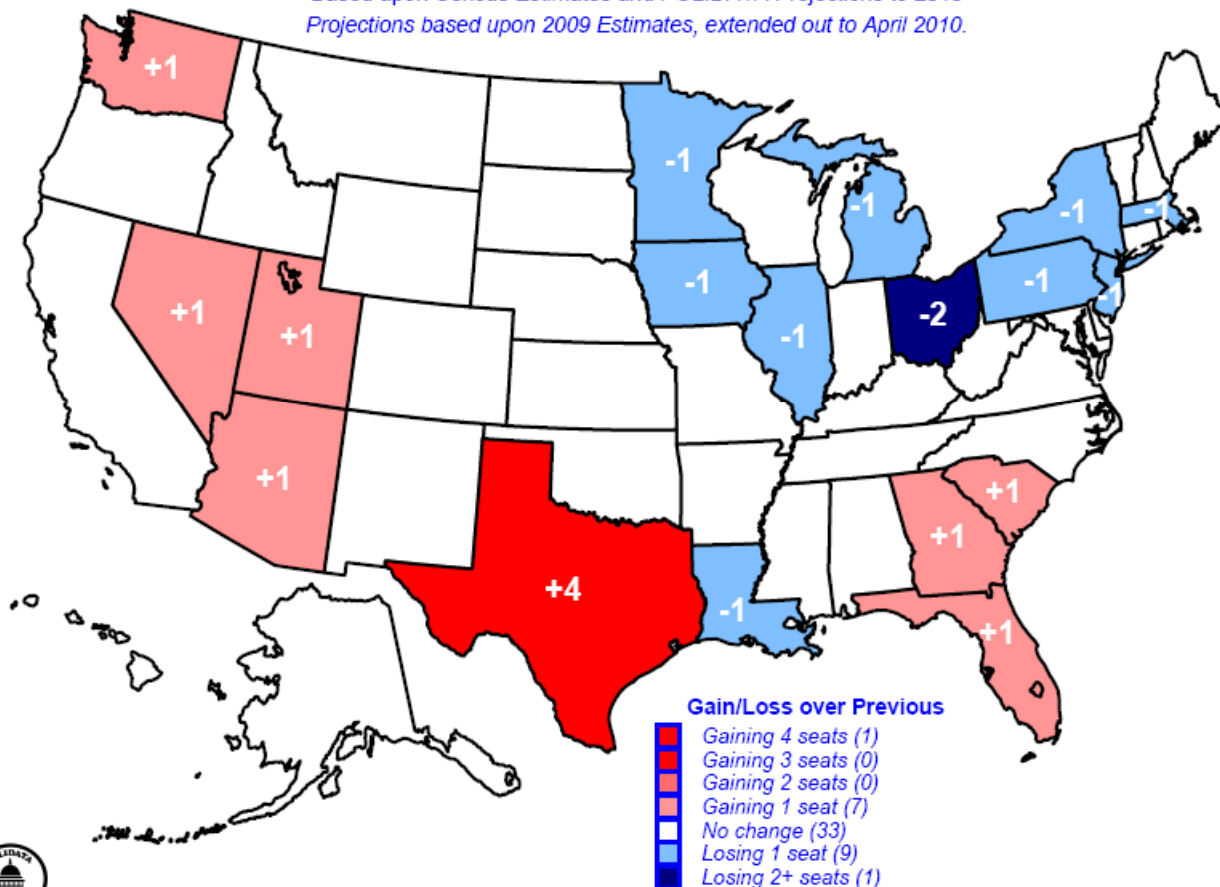 Projections based upon 2009 Estimates, extended out to April 2010.
+1
-1
-1
-1
-1
-1
-1
-1
-1
+1
+1
-1
-2
+1
+1
+1
+4
-1
+1
Gain/Loss over Previous
Gaining 4 seats (1)
Gaining 3 seats (0)
Gaining 2 seats (0)
Gaining 1 seat (7)
No change (33)
Losing 1 seat (9)
Losing 2+ seats (1)